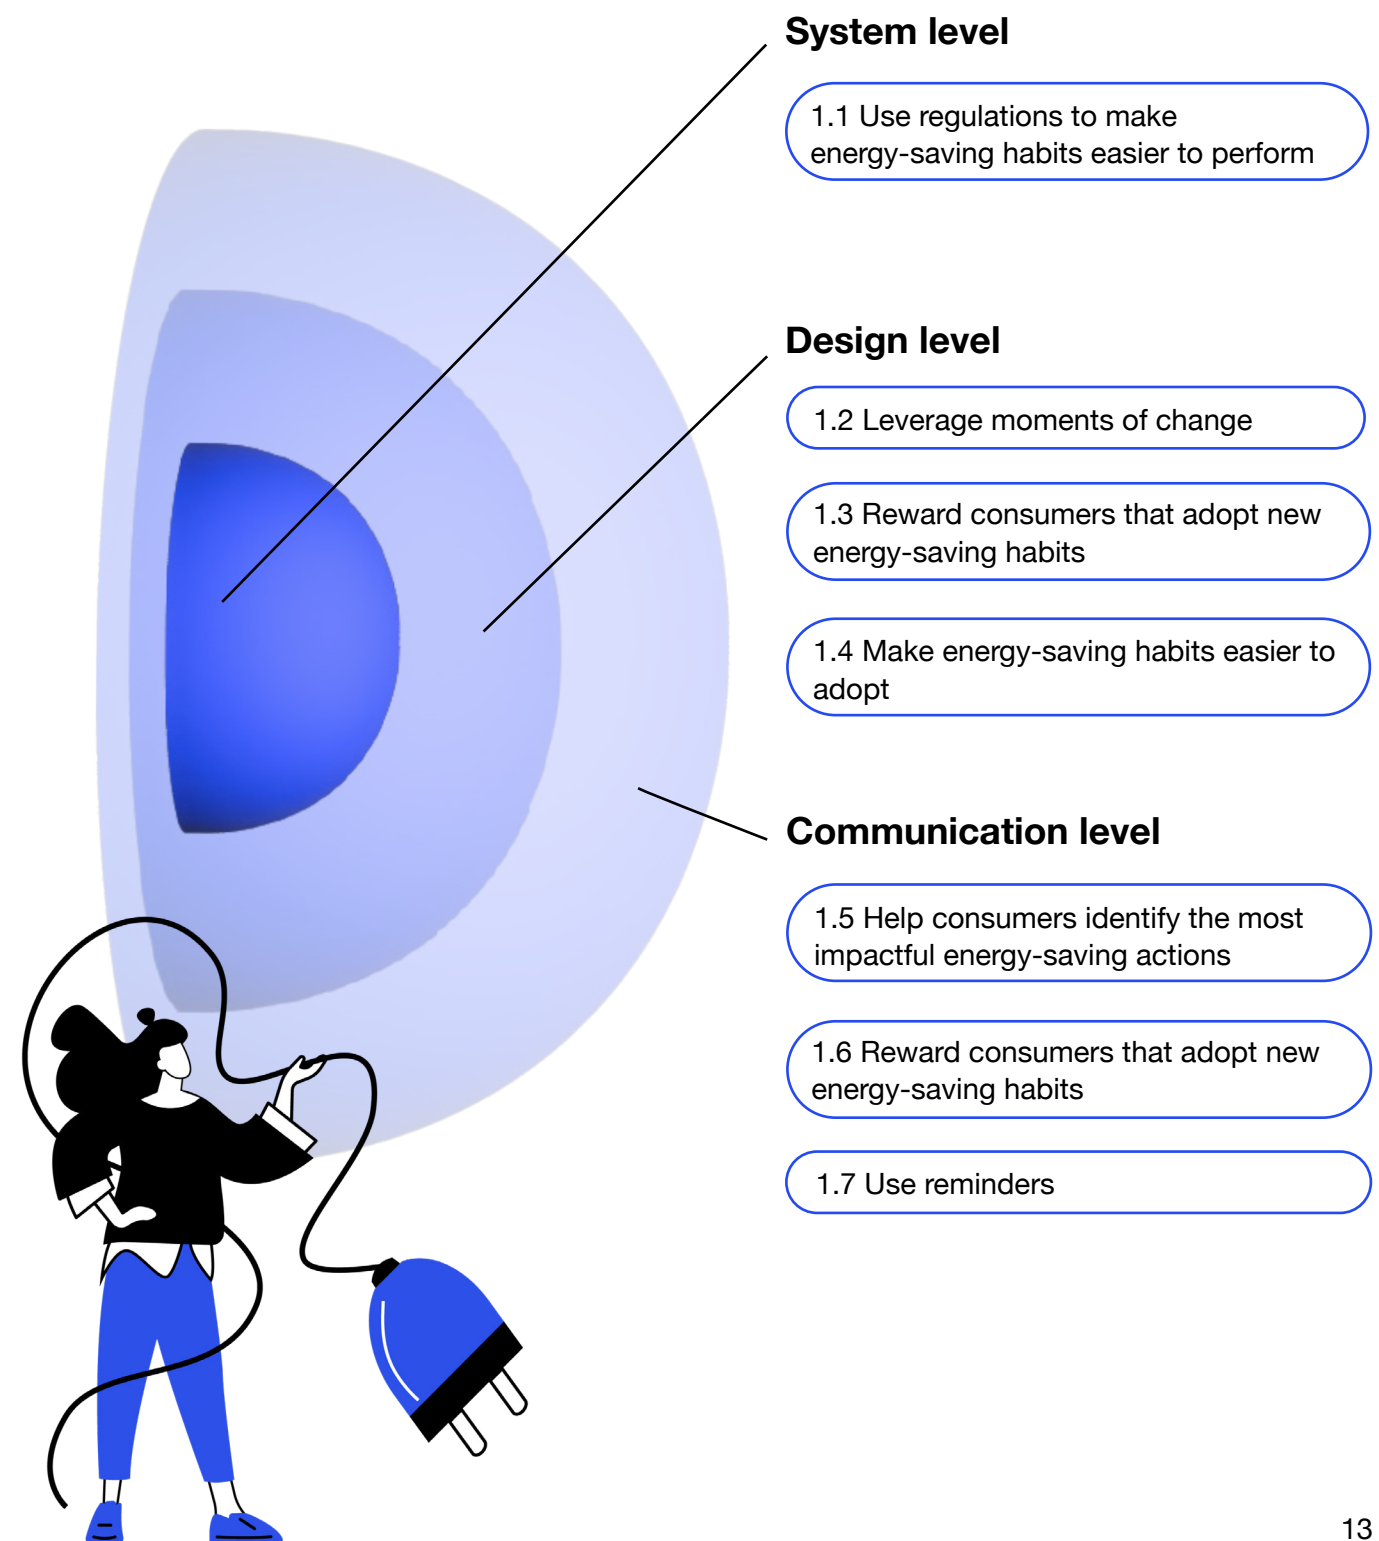 System level
1.1 Use regulations to make
energy-saving habits easier to perform
Design level
1.2 Leverage moments of change
1.3 Reward consumers that adopt new
energy-saving habits
1.4 Make energy-saving habits easier to
adopt
Communication level
1.5 Help consumers identify the most
impactful energy-saving actions
1.6 Reward consumers that adopt new
energy-saving habits
1.7 Use reminders
13